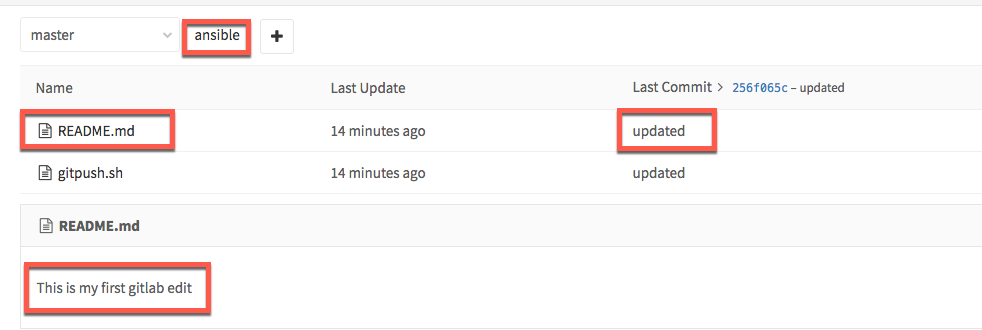 master ansible +
Name Last Update Last Commit > 256f065c – updated
README.md 14 minutes ago updated
gitpush.sh 14 minutes ago updated
README.md
This is my first gitlab edit